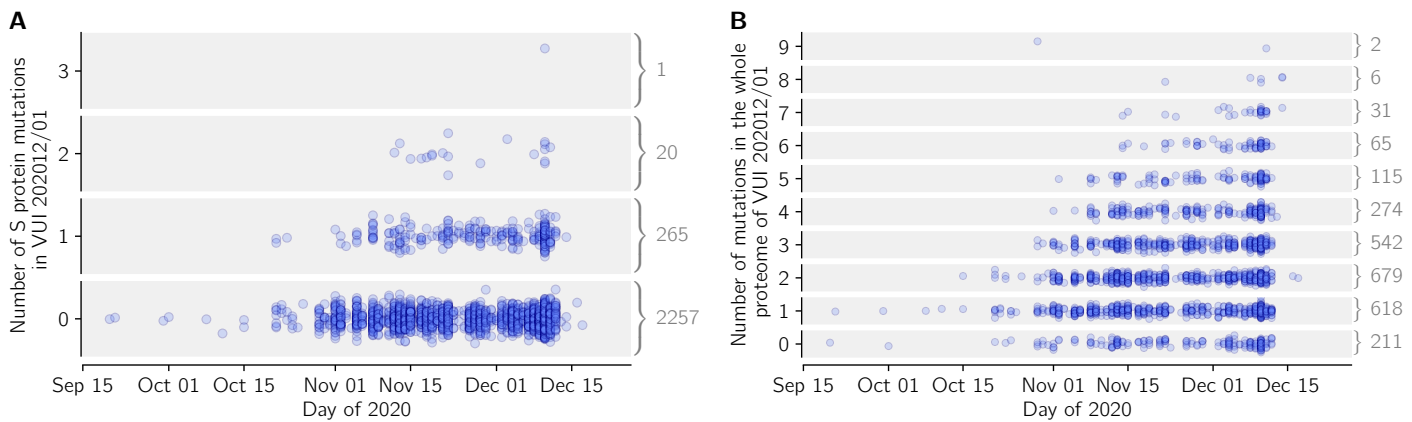 A
Number of S protein mutations
in VUI 202012/01
3
2
1
0
1
20
265
2257
Sep 15
Oct 01
Oct 15
Nov 01
Nov 15
Dec 01
Dec 15
Day of 2020
B
Number of mutations in the whole
proteome of VUI 202012/01
9
8
7
6
5
4
3
2
1
0
2
6
31
65
115
274
542
679
618
211
Sep 15
Oct 01
Oct 15
Nov 01
Nov 15
Dec 01
Dec 15
Day of 2020